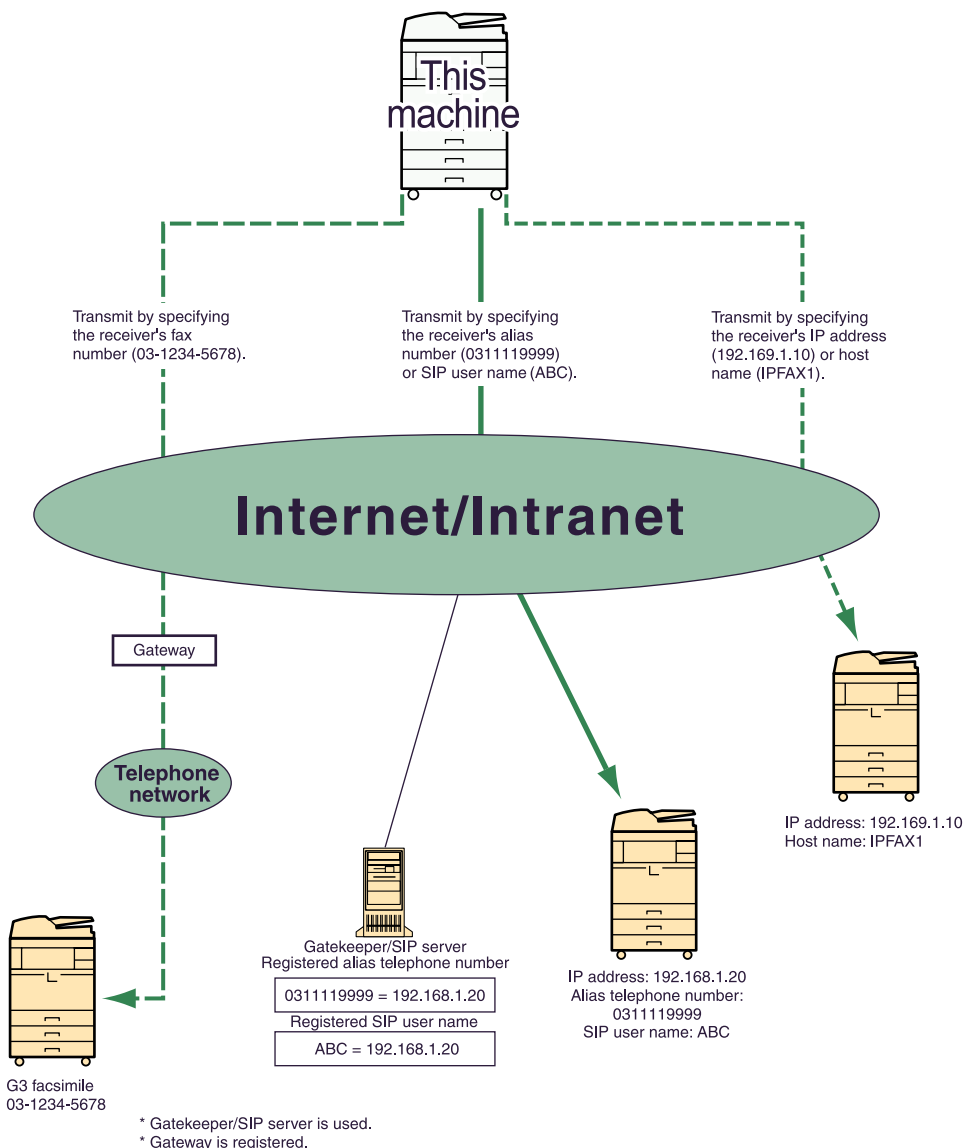 This
machine
Transmit by specifying
the receiver's fax
number (03-1234-5678).
Transmit by specifying
the receiver's alias
number (0311119999)
or SIP user name (ABC).
Transmit by specifying
the receiver's IP address
(192.169.1.10) or host
name (IPFAX1).
Internet/Intranet
Gateway
Telephone
network
IP address: 192.169.1.10
Host name: IPFAX1
Gatekeeper/SIP server
Registered alias telephone number
0311119999 = 192.168.1.20
Registered SIP user name
ABC = 192.168.1.20
IP address: 192.168.1.20
Alias telephone number:
0311119999
SIP user name: ABC
G3 facsimile
03-1234-5678
* Gatekeeper/SIP server is used.
* Gateway is registered.